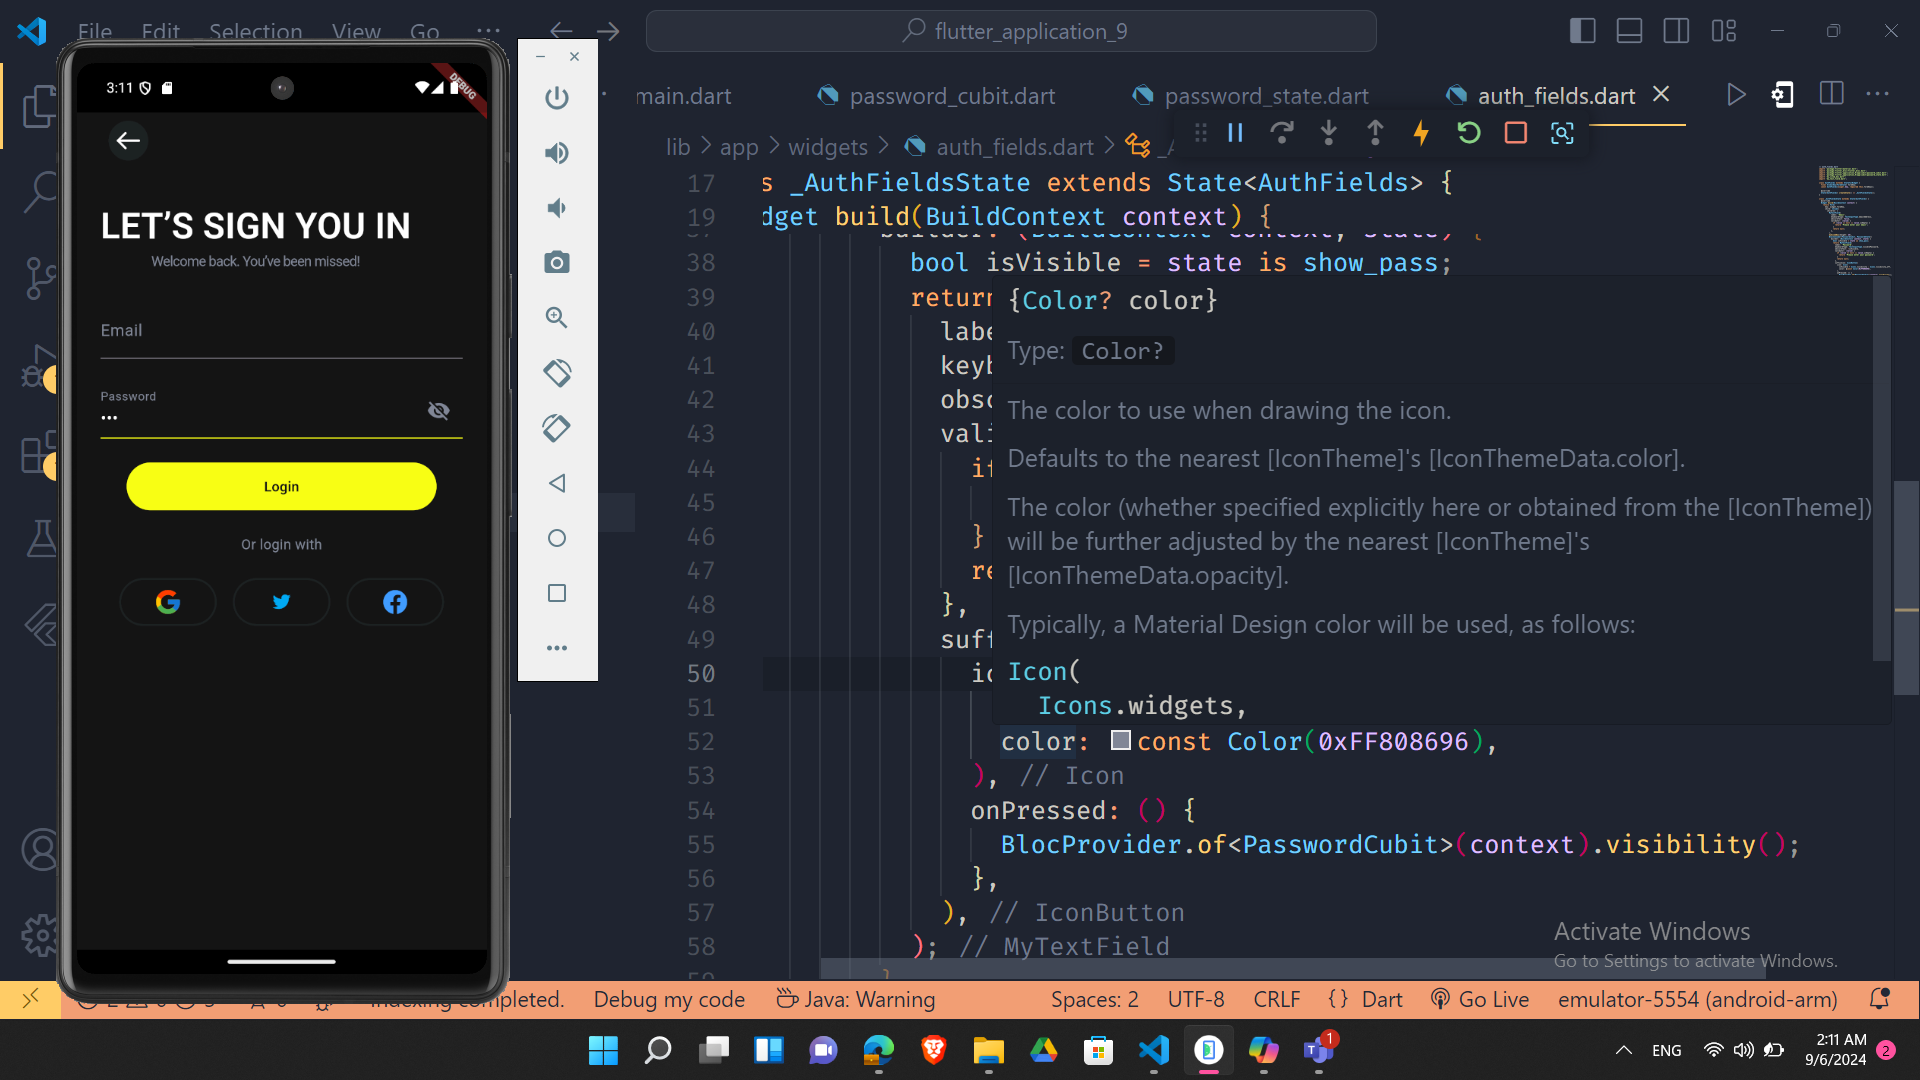 File Edit Selection View Go ...
flutter_application_9
main.dart
password_cubit.dart
password_state.dart
auth_fields.dart
lib > app > widgets > auth_fields.dart >
17 s _AuthFieldsState extends State<AuthFields> {
19 dget build(BuildContext context) {
38 bool isVisible = state is show_pass;
39 return
40 labe
41 keyb
42 obsc
43 vali
44 if
45
46 }
47 re
48 },
49 suff
50 ic
51
52 color: const Color(0xFF808696),
53 ), // Icon
54 onPressed: () {
55 BlocProvider.of<PasswordCubit>(context).visibility();
56 },
57 ), // IconButton
58 ); // MyTextField
{Color? color}
Type: Color?
The color to use when drawing the icon.
Defaults to the nearest [IconTheme]'s [IconThemeData.color].
The color (whether specified explicitly here or obtained from the [IconTheme])
will be further adjusted by the nearest [IconTheme]'s
[IconThemeData.opacity].
Typically, a Material Design color will be used, as follows:
Icon(
Icons.widgets,
3:11
DEBUG
LET’S SIGN YOU IN
Welcome back. You’ve been missed!
Email
Password
•••
Login
Or login with
Activate Windows
Go to Settings to activate Windows.
Indexing completed.
Debug my code
Java: Warning
Spaces: 2
UTF-8
CRLF
{ } Dart
Go Live
emulator-5554 (android-arm)
1
ENG
2:11 AM
9/6/2024
2